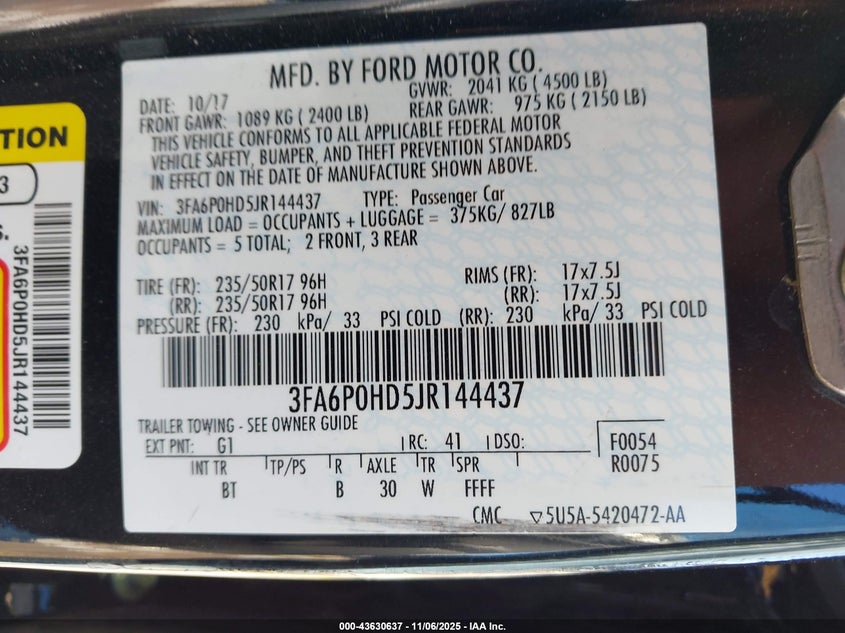 TION
3
S.
3FA6P0HD5JR144437
MFD. BY FORD MOTOR CO.
DATE: 10/17 GVWR: 2041 KG ( 4500 LB)
FRONT GAWR: 1089 KG ( 2400 LB) REAR GAWR: 975 KG ( 2150 LB)
THIS VEHICLE CONFORMS TO ALL APPLICABLE FEDERAL MOTOR
VEHICLE SAFETY, BUMPER, AND THEFT PREVENTION STANDARDS
IN EFFECT ON THE DATE OF MANUFACTURE SHOWN ABOVE.
VIN: 3FA6P0HD5JR144437 TYPE: Passenger Car
MAXIMUM LOAD = OCCUPANTS + LUGGAGE = 375KG/ 827LB
OCCUPANTS = 5 TOTAL; 2 FRONT, 3 REAR
TIRE (FR): 235/50R17 96H RIMS (FR): 17x7.5J
(RR): 235/50R17 96H (RR): 17x7.5J
PRESSURE (FR): 230 kPa/ 33 PSI COLD (RR): 230 kPa/ 33 PSI COLD
3FA6P0HD5JR144437
TRAILER TOWING - SEE OWNER GUIDE
EXT PNT: G1 RC: 41 DSO: F0054
R0075
INT TR TP/PS R AXLE TR SPR
BT B 30 W FFFF
CMC ▽5U5A-5420472-AA
000-43630637 - 11/06/2025 - IAA Inc.